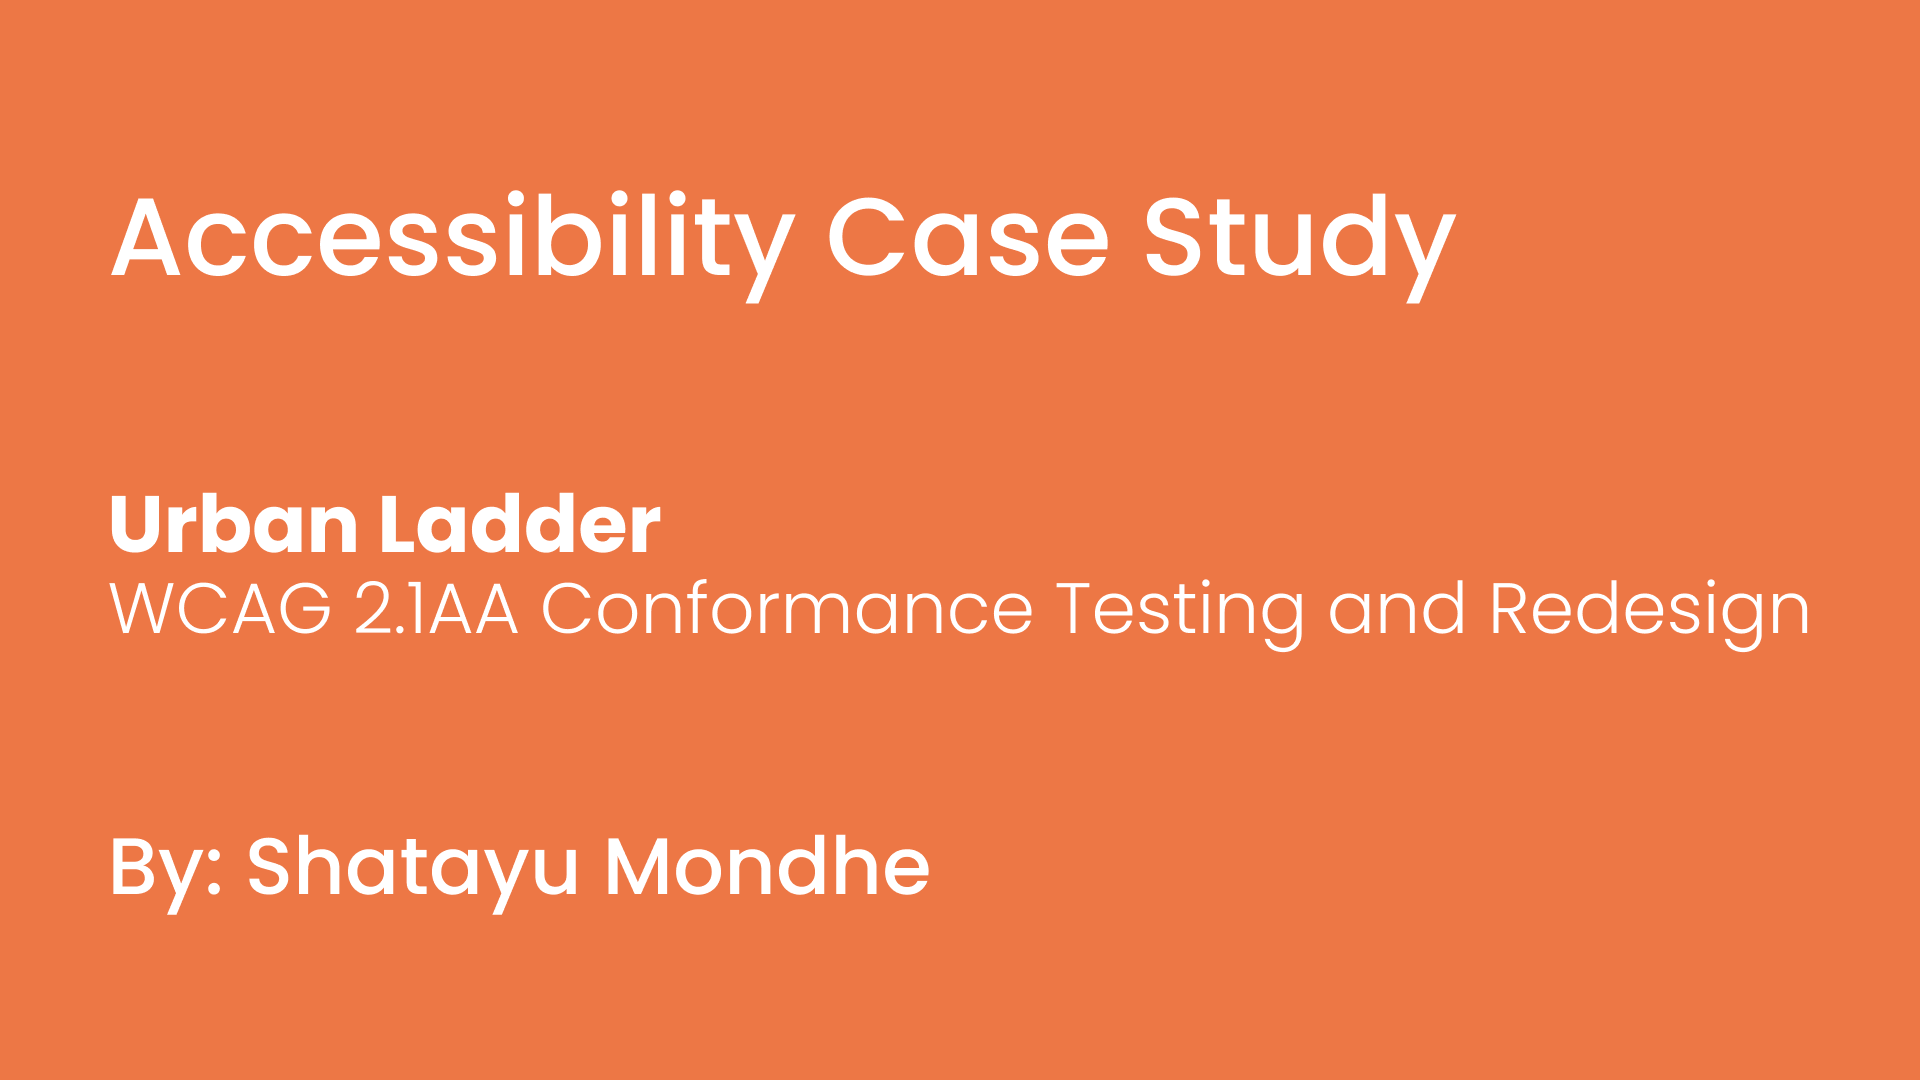 Accessibility Case Study
Urban Ladder
WCAG 2.1AA Conformance Testing and Redesign
By: Shatayu Mondhe